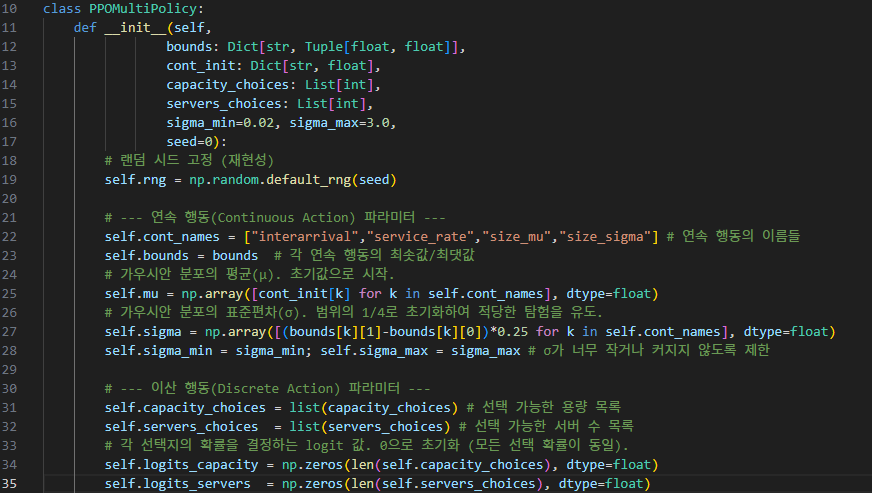 10 class PPOMultiPolicy:
11     def __init__(self,
12                 bounds: Dict[str, Tuple[float, float]],
13                 cont_init: Dict[str, float],
14                 capacity_choices: List[int],
15                 servers_choices: List[int],
16                 sigma_min=0.02, sigma_max=3.0,
17                 seed=0):
18         # 랜덤 시드 고정 (재현성)
19         self.rng = np.random.default_rng(seed)
20
21         # --- 연속 행동(Continuous Action) 파라미터 ---
22         self.cont_names = ["interarrival","service_rate","size_mu","size_sigma"] # 연속 행동의 이름들
23         self.bounds = bounds  # 각 연속 행동의 최솟값/최댓값
24         # 가우시안 분포의 평균(μ). 초기값으로 시작.
25         self.mu = np.array([cont_init[k] for k in self.cont_names], dtype=float)
26         # 가우시안 분포의 표준편차(σ). 범위의 1/4로 초기화하여 적당한 탐험을 유도.
27         self.sigma = np.array([(bounds[k][1]-bounds[k][0])*0.25 for k in self.cont_names], dtype=float)
28         self.sigma_min = sigma_min; self.sigma_max = sigma_max # σ가 너무 작거나 커지지 않도록 제한
29
30         # --- 이산 행동(Discrete Action) 파라미터 ---
31         self.capacity_choices = list(capacity_choices) # 선택 가능한 용량 목록
32         self.servers_choices  = list(servers_choices) # 선택 가능한 서버 수 목록
33         # 각 선택지의 확률을 결정하는 logit 값. 0으로 초기화 (모든 선택 확률이 동일).
34         self.logits_capacity = np.zeros(len(self.capacity_choices), dtype=float)
35         self.logits_servers  = np.zeros(len(self.servers_choices), dtype=float)